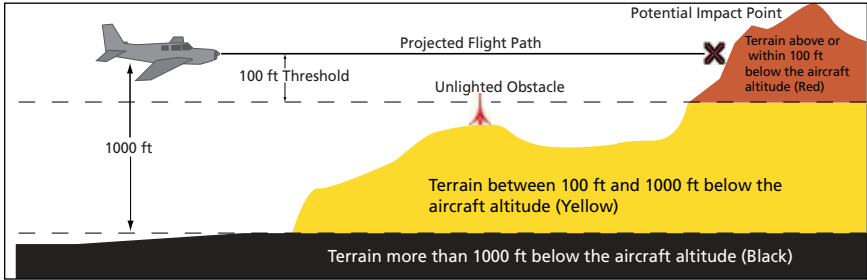 Potential Impact Point
Projected Flight Path
Terrain above or
within 100 ft
below the aircraft
altitude (Red)
100 ft Threshold
Unlighted Obstacle
1000 ft
Terrain between 100 ft and 1000 ft below the
aircraft altitude (Yellow)
Terrain more than 1000 ft below the aircraft altitude (Black)